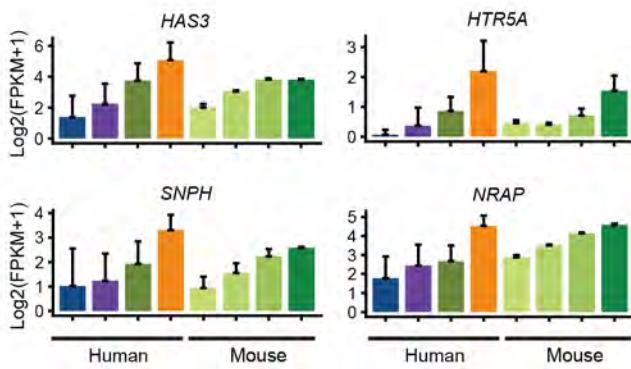 HAS3
Log2(FPKM+1)
6
4
2
0
HTR5A
3
2
1
0
SNPH
Log2(FPKM+1)
4
3
2
1
0
NRAP
5
4
3
2
1
0
Human Mouse
Human Mouse